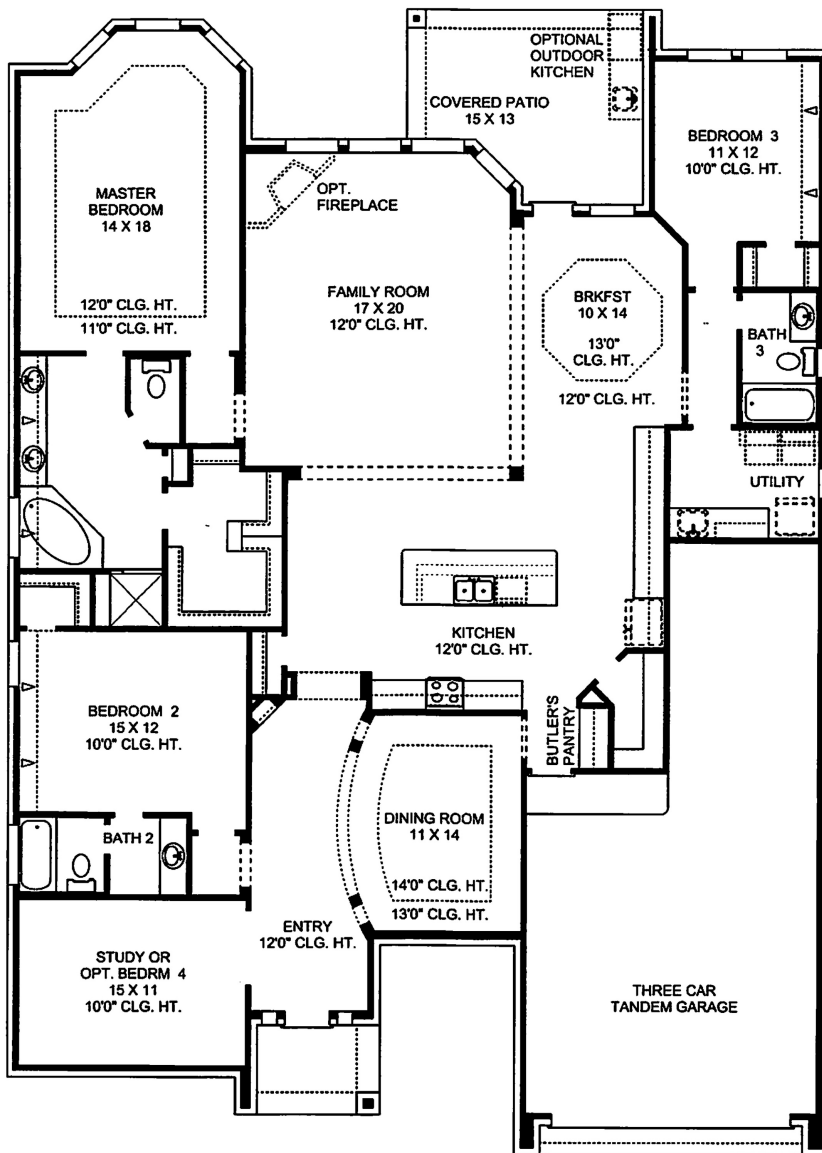 OPTIONAL
OUTDOOR
KITCHEN
COVERED PATIO
15 X 13
BEDROOM 3
11 X 12
10'0" CLG. HT.
MASTER
BEDROOM
14 X 18
12'0" CLG. HT.
11'0" CLG. HT.
OPT.
FIREPLACE
FAMILY ROOM
17 X 20
12'0" CLG. HT.
BRKFST
10 X 14
13'0"
CLG. HT.
12'0" CLG. HT.
BATH
3
UTILITY
KITCHEN
12'0" CLG. HT.
BEDROOM 2
15 X 12
10'0" CLG. HT.
BUTLER'S
PANTRY
DINING ROOM
11 X 14
14'0" CLG. HT.
13'0" CLG. HT.
BATH 2
ENTRY
12'0" CLG. HT.
STUDY OR
OPT. BEDRM 4
15 X 11
10'0" CLG. HT.
THREE CAR
TANDEM GARAGE